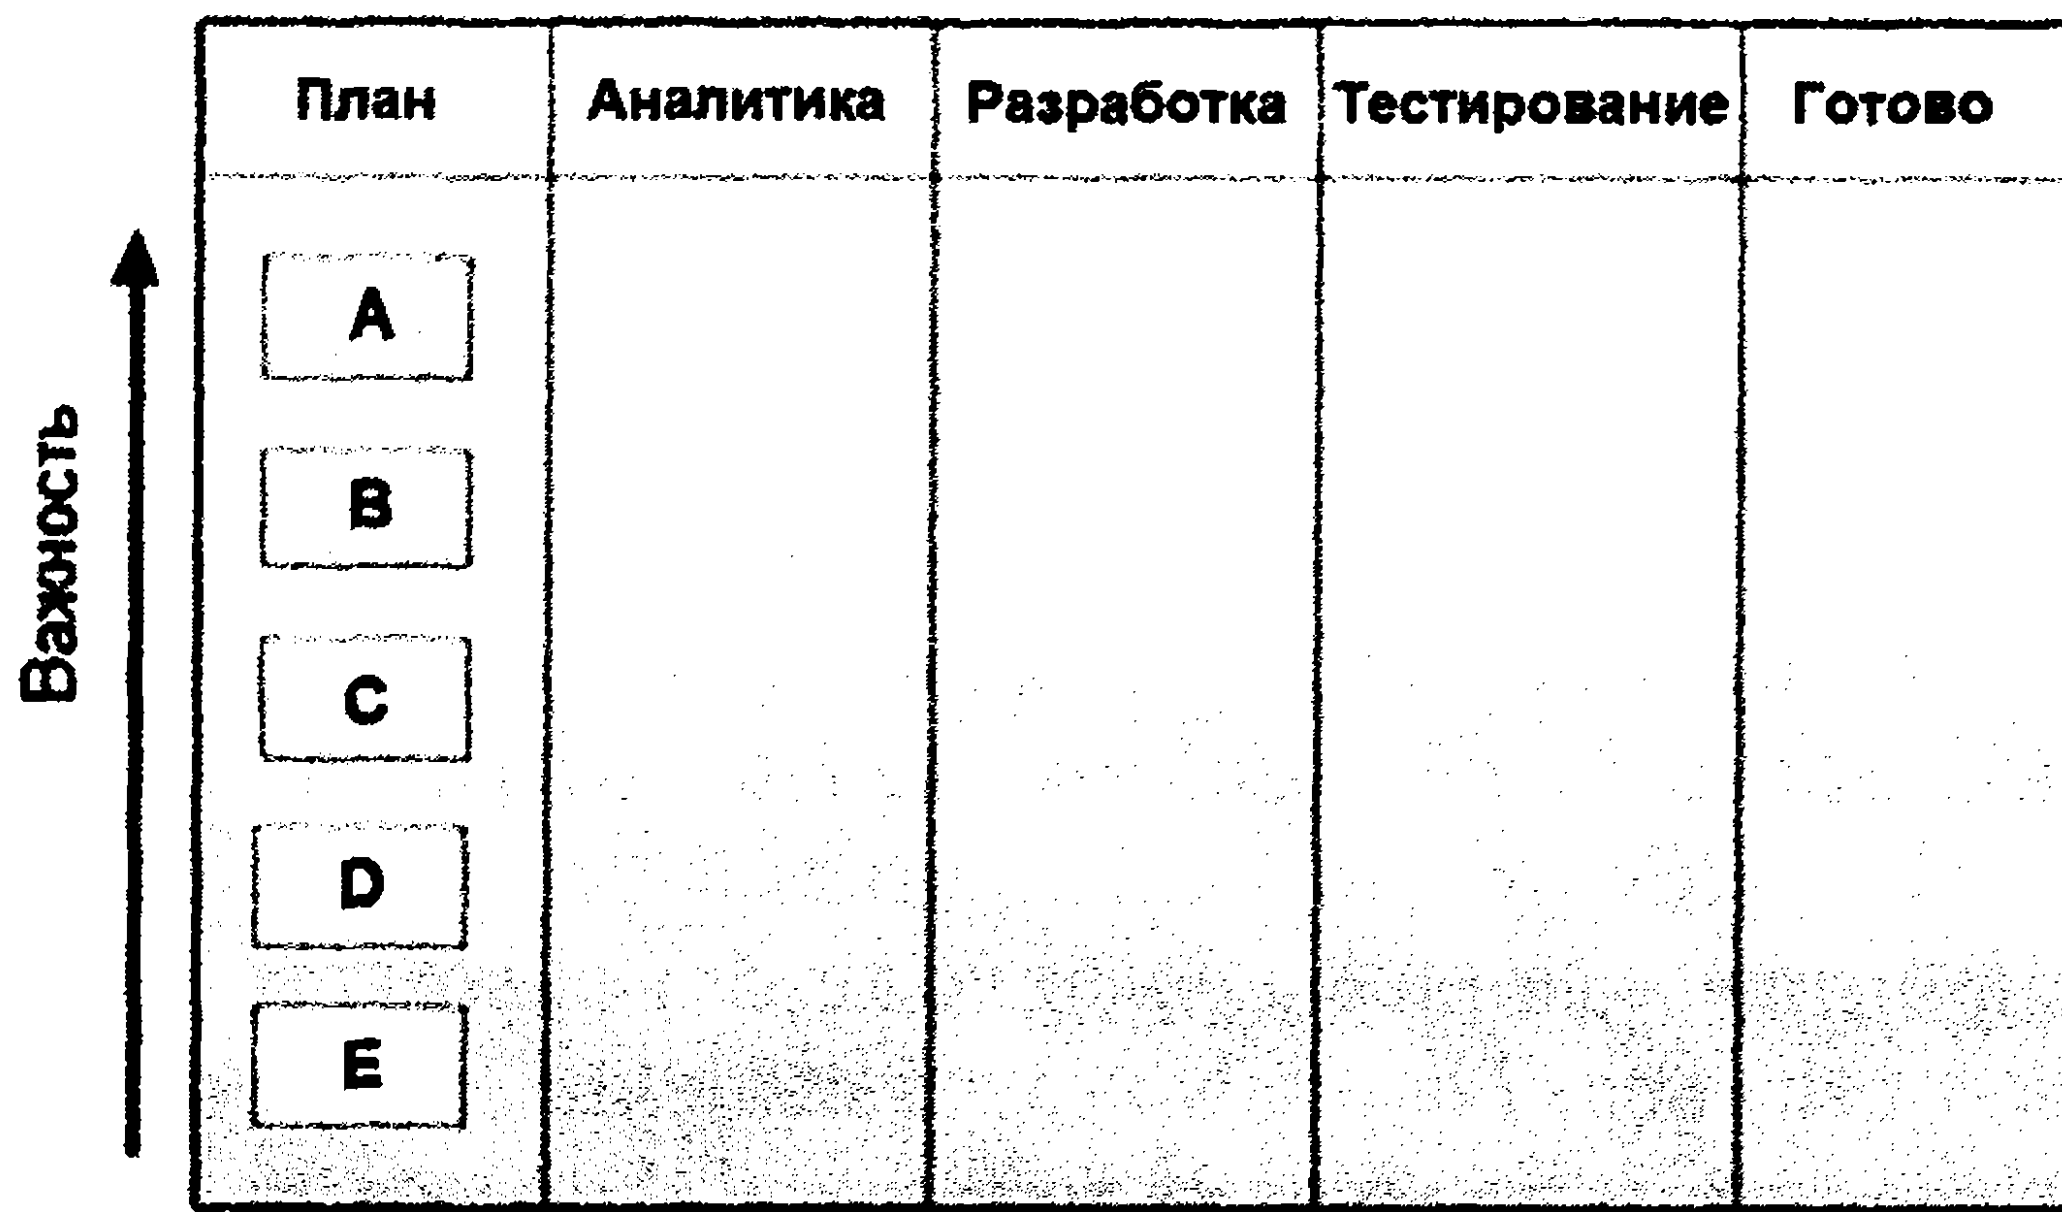 План Аналитика Разработка Тестирование Готово
Важность
A
B
C
D
E